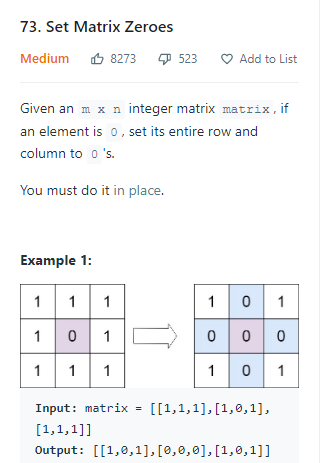 73. Set Matrix Zeroes
Medium 8273 523 Add to List
Given an m x n integer matrix matrix, if
an element is 0, set its entire row and
column to 0 's.
You must do it in place.
Example 1:
1 1 1 1 0 1
1 0 1 0 0 0
1 1 1 1 0 1
Input: matrix = [[1,1,1],[1,0,1],
[1,1,1]]
Output: [[1,0,1],[0,0,0],[1,0,1]]